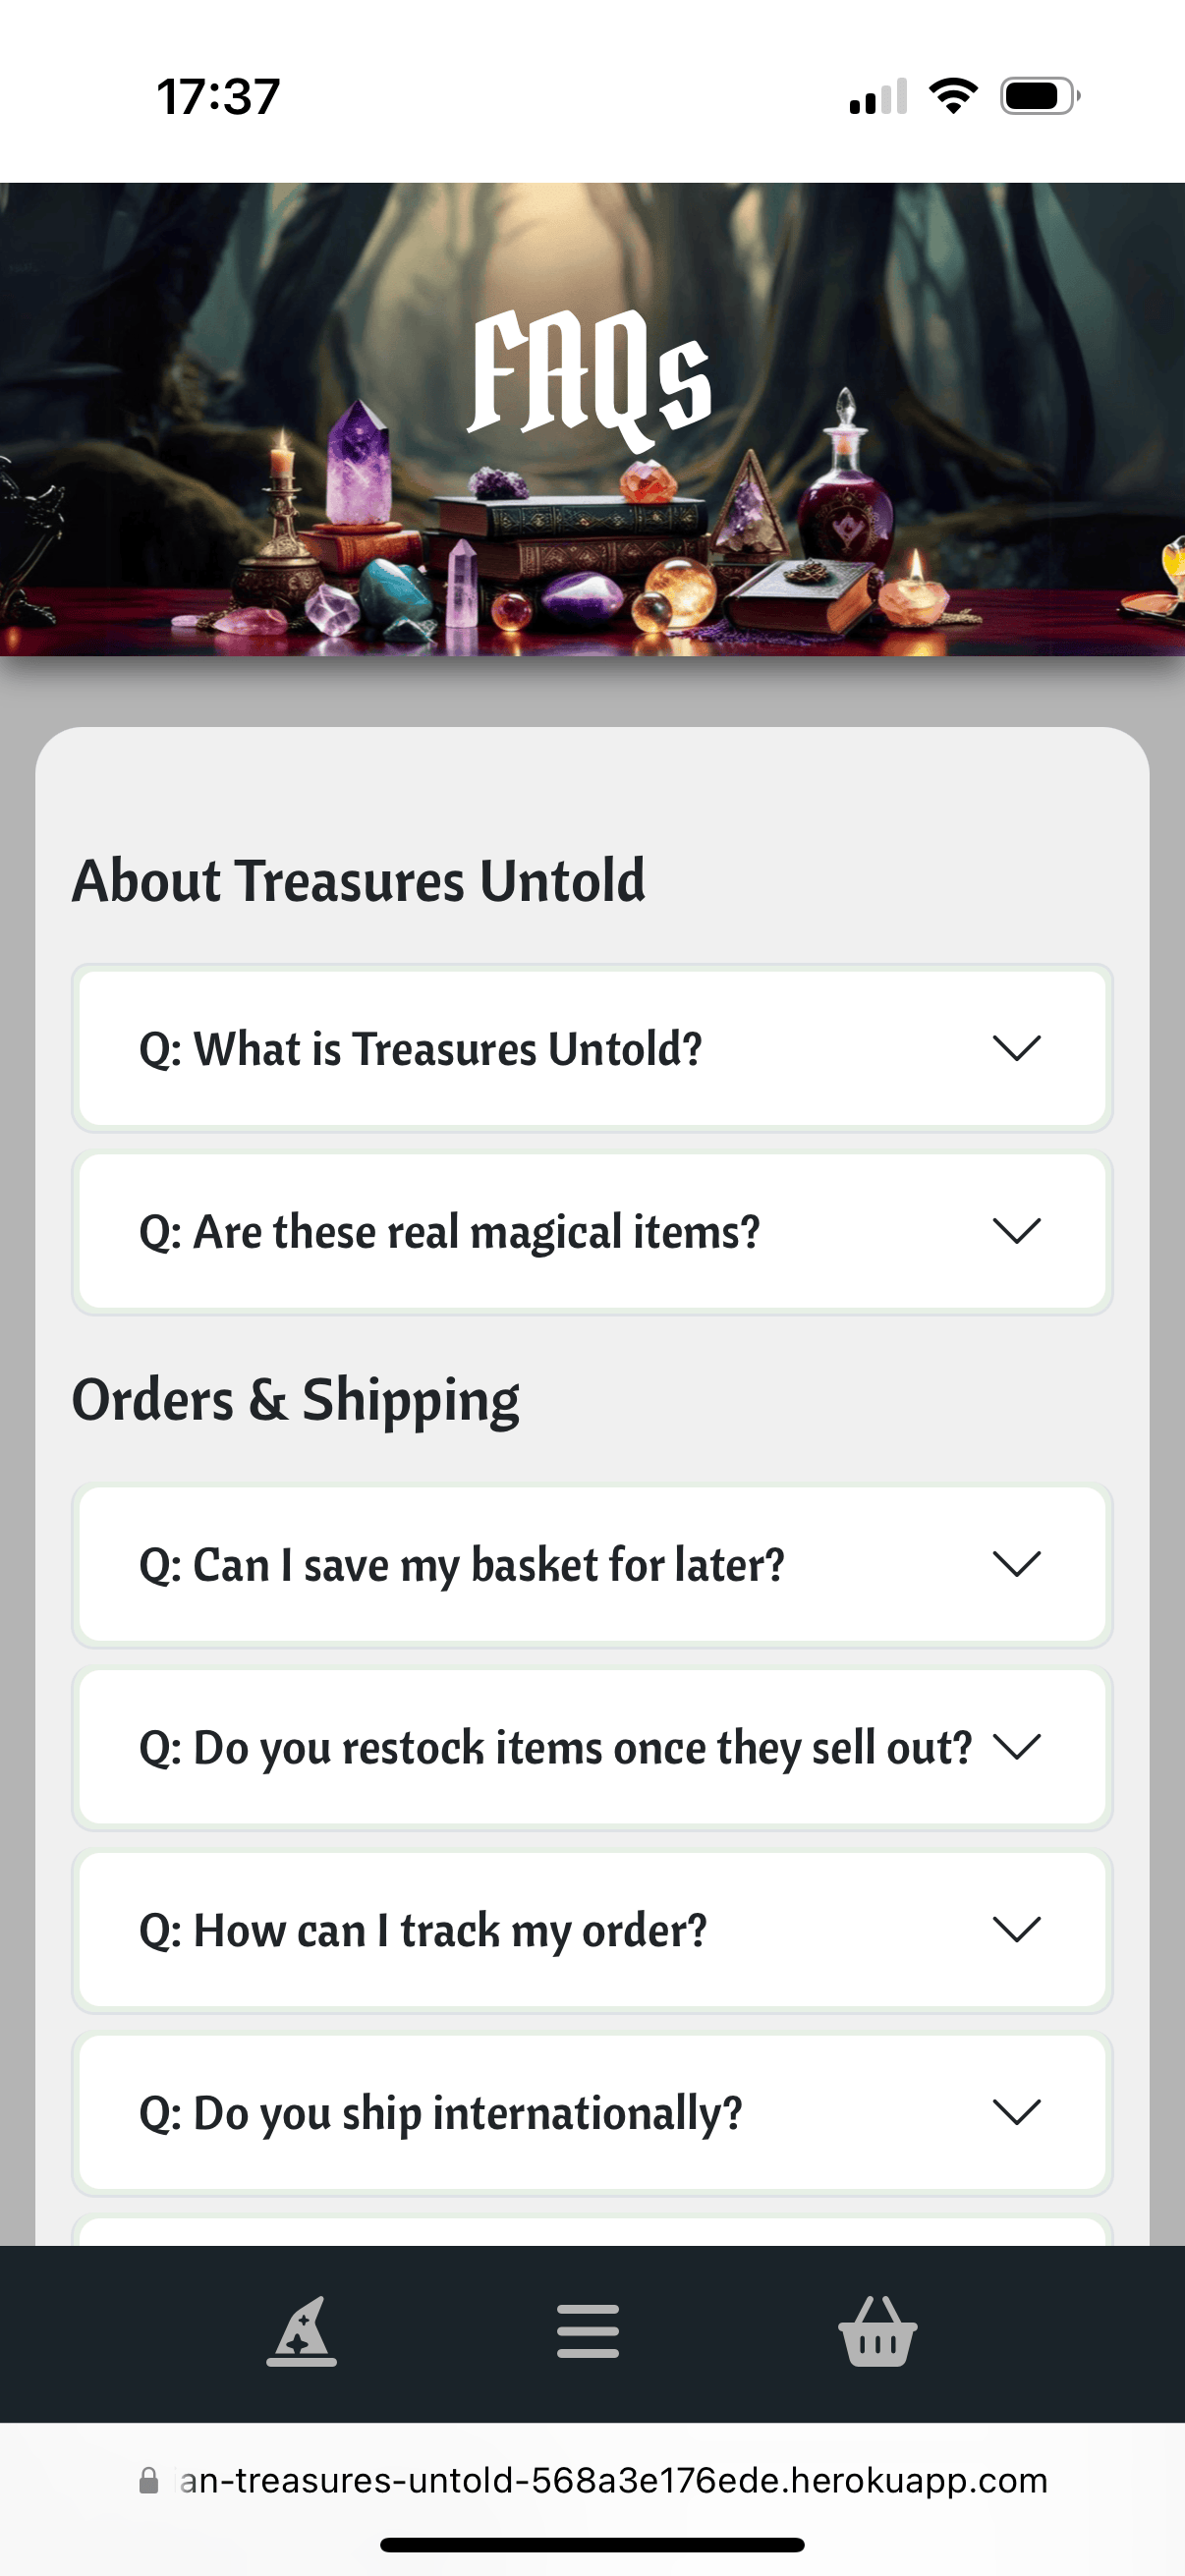 17:37
FAQs
About Treasures Untold
Q: What is Treasures Untold?
Q: Are these real magical items?
Orders & Shipping
Q: Can I save my basket for later?
Q: Do you restock items once they sell out?
Q: How can I track my order?
Q: Do you ship internationally?
an-treasures-untold-568a3e176ede.herokuapp.com